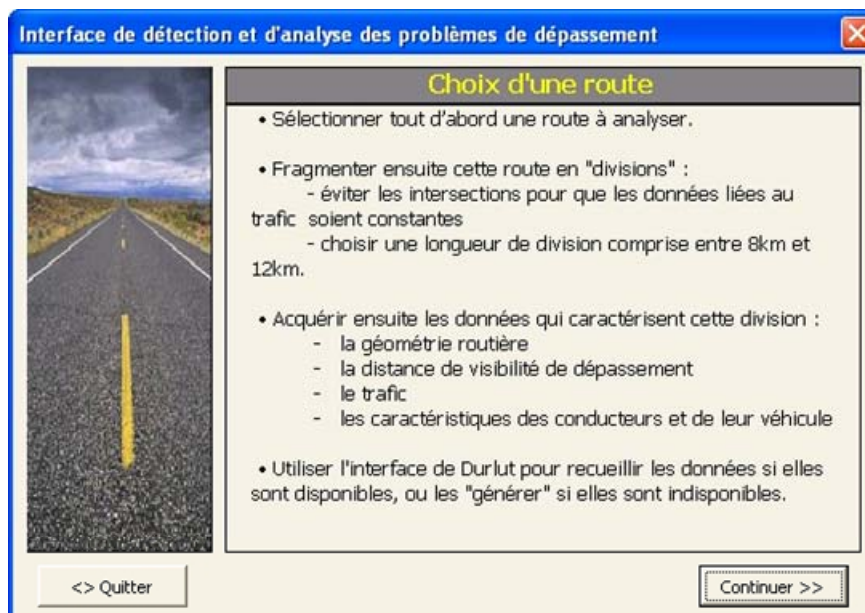 Interface de détection et d'analyse des problèmes de dépassement
Choix d'une route
• Sélectionner tout d'abord une route à analyser.
• Fragmenter ensuite cette route en "divisions" :
- éviter les intersections pour que les données liées au
trafic soient constantes
- choisir une longueur de division comprise entre 8km et
12km.
• Acquérir ensuite les données qui caractérisent cette division :
- la géométrie routière
- la distance de visibilité de dépassement
- le trafic
- les caractéristiques des conducteurs et de leur véhicule
• Utiliser l'interface de Durlut pour recueillir les données si elles
sont disponibles, ou les "générer" si elles sont indisponibles.
<> Quitter
Continuer >>